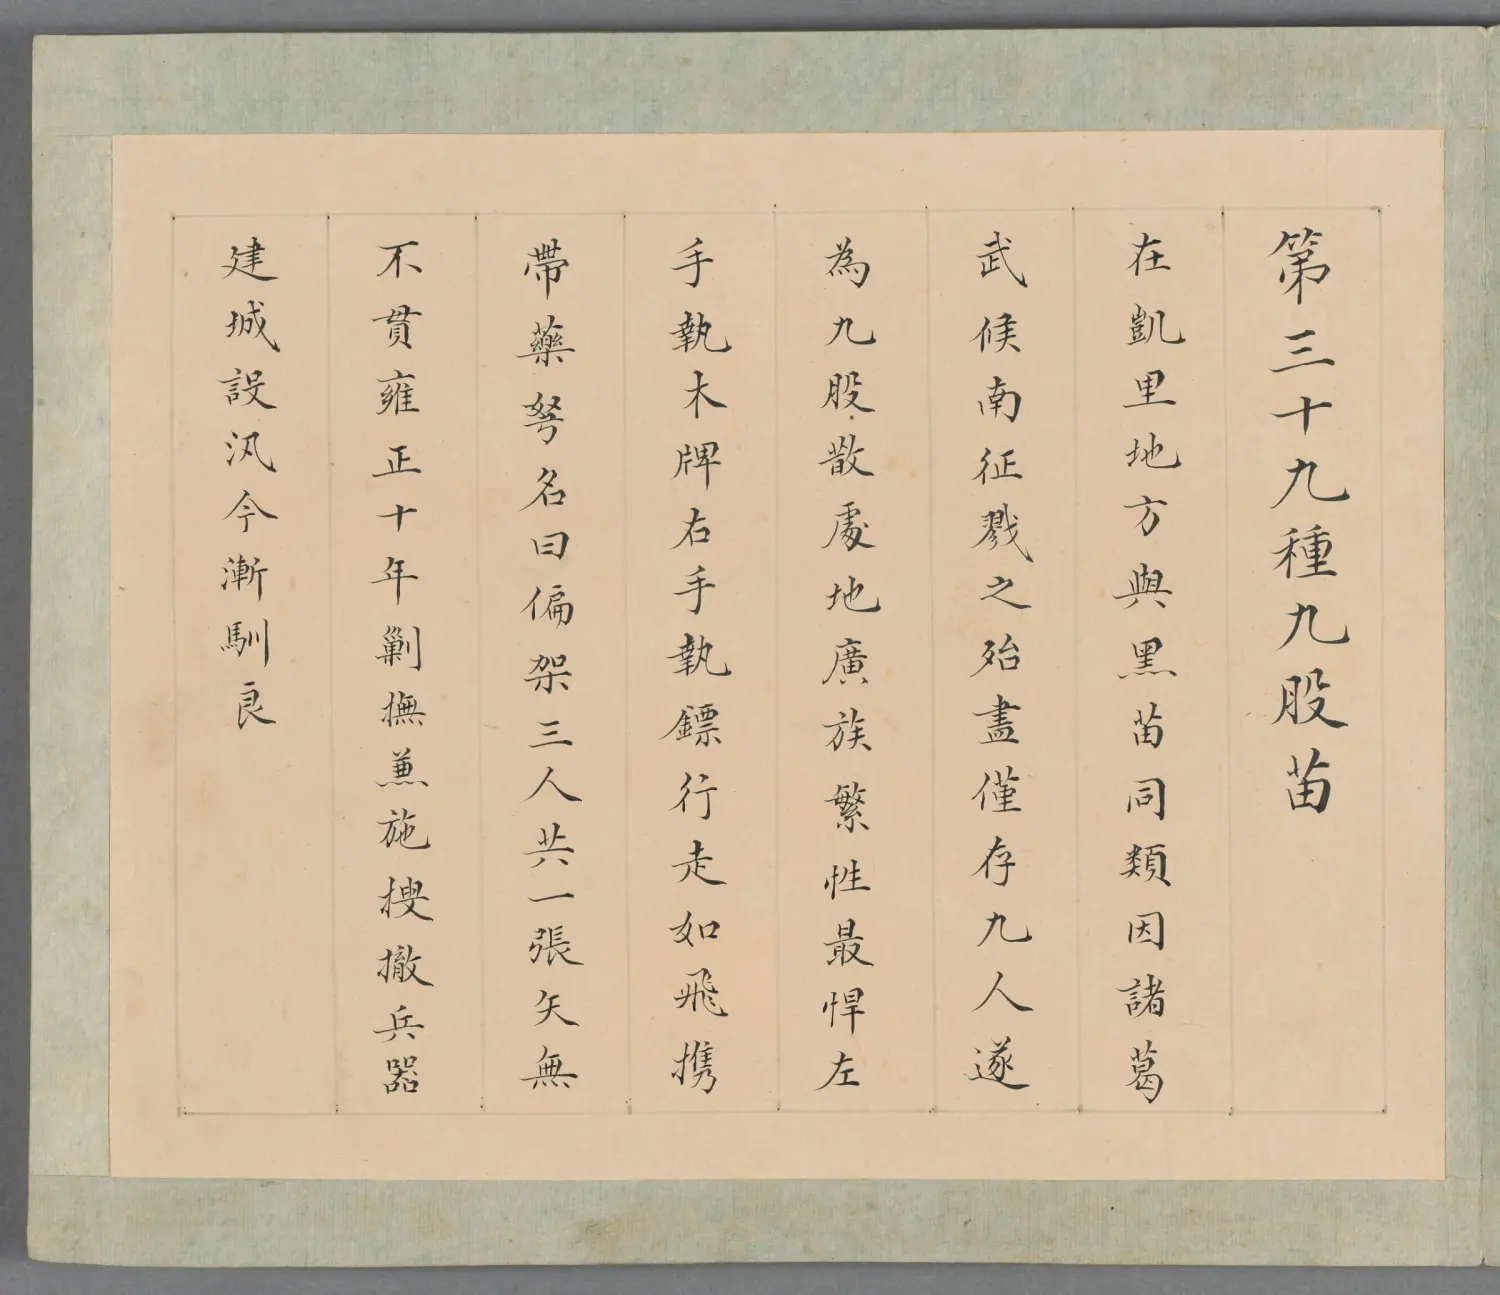 第三十九種九股苗
在凱里地方與黑苗同類因諸葛
武候南征戮之殆盡僅存九人遂
為九股散處地廣族繁性最悍左
手執木牌右手執鏢行走如飛携
帶藥弩名曰偏架三人共一張矢無
不貫雍正十年剿撫兼施搜撤兵器
建城設汛今漸馴良